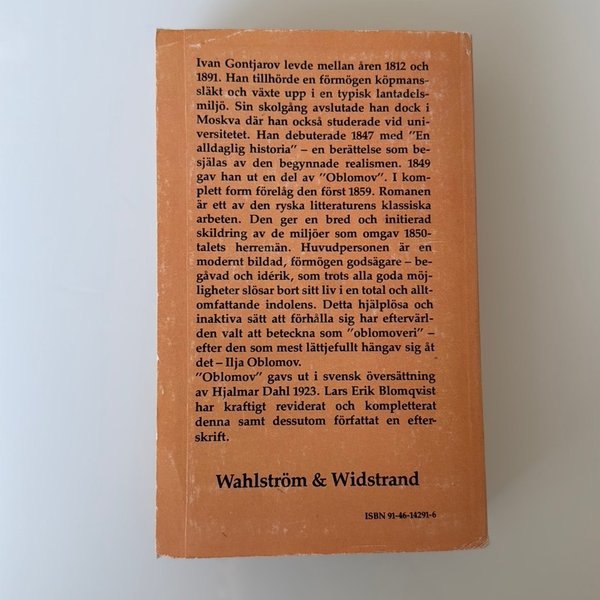 Ivan Gontjarov levde mellan åren 1812 och
1891. Han tillhörde en förmögen köpmans-
släkt och växte upp i en typisk lantadels-
miljö. Sin skolgång avslutade han dock i
Moskva där han också studerade vid uni-
versitetet. Han debuterade 1847 med "En
alldaglig historia" – en berättelse som be-
själas av den begynnade realismen. 1849
gav han ut en del av "Oblomov". I kom-
plett form förelåg den först 1859. Romanen
är ett av den ryska litteraturens klassiska
arbeten. Den ger en bred och initierad
skildring av de miljöer som omgav 1850-
talets herremän. Huvudpersonen är en
modernt bildad, förmögen godsägare – be-
gåvad och idérik, som trots alla goda möj-
ligheter slösar bort sitt liv i en total och allt-
omfattande indolens. Detta hjälplösa och
inaktiva sätt att förhålla sig har eftervärl-
den valt att beteckna som "oblomoveri" –
efter den som mest lättjefullt hängav sig åt
det – Ilja Oblomov.
"Oblomov" gavs ut i svensk översättning
av Hjalmar Dahl 1923. Lars Erik Blomqvist
har kraftigt reviderat och kompletterat
denna samt dessutom författat en efter-
skrift.
Wahlström & Widstrand
ISBN 91-46-14291-6